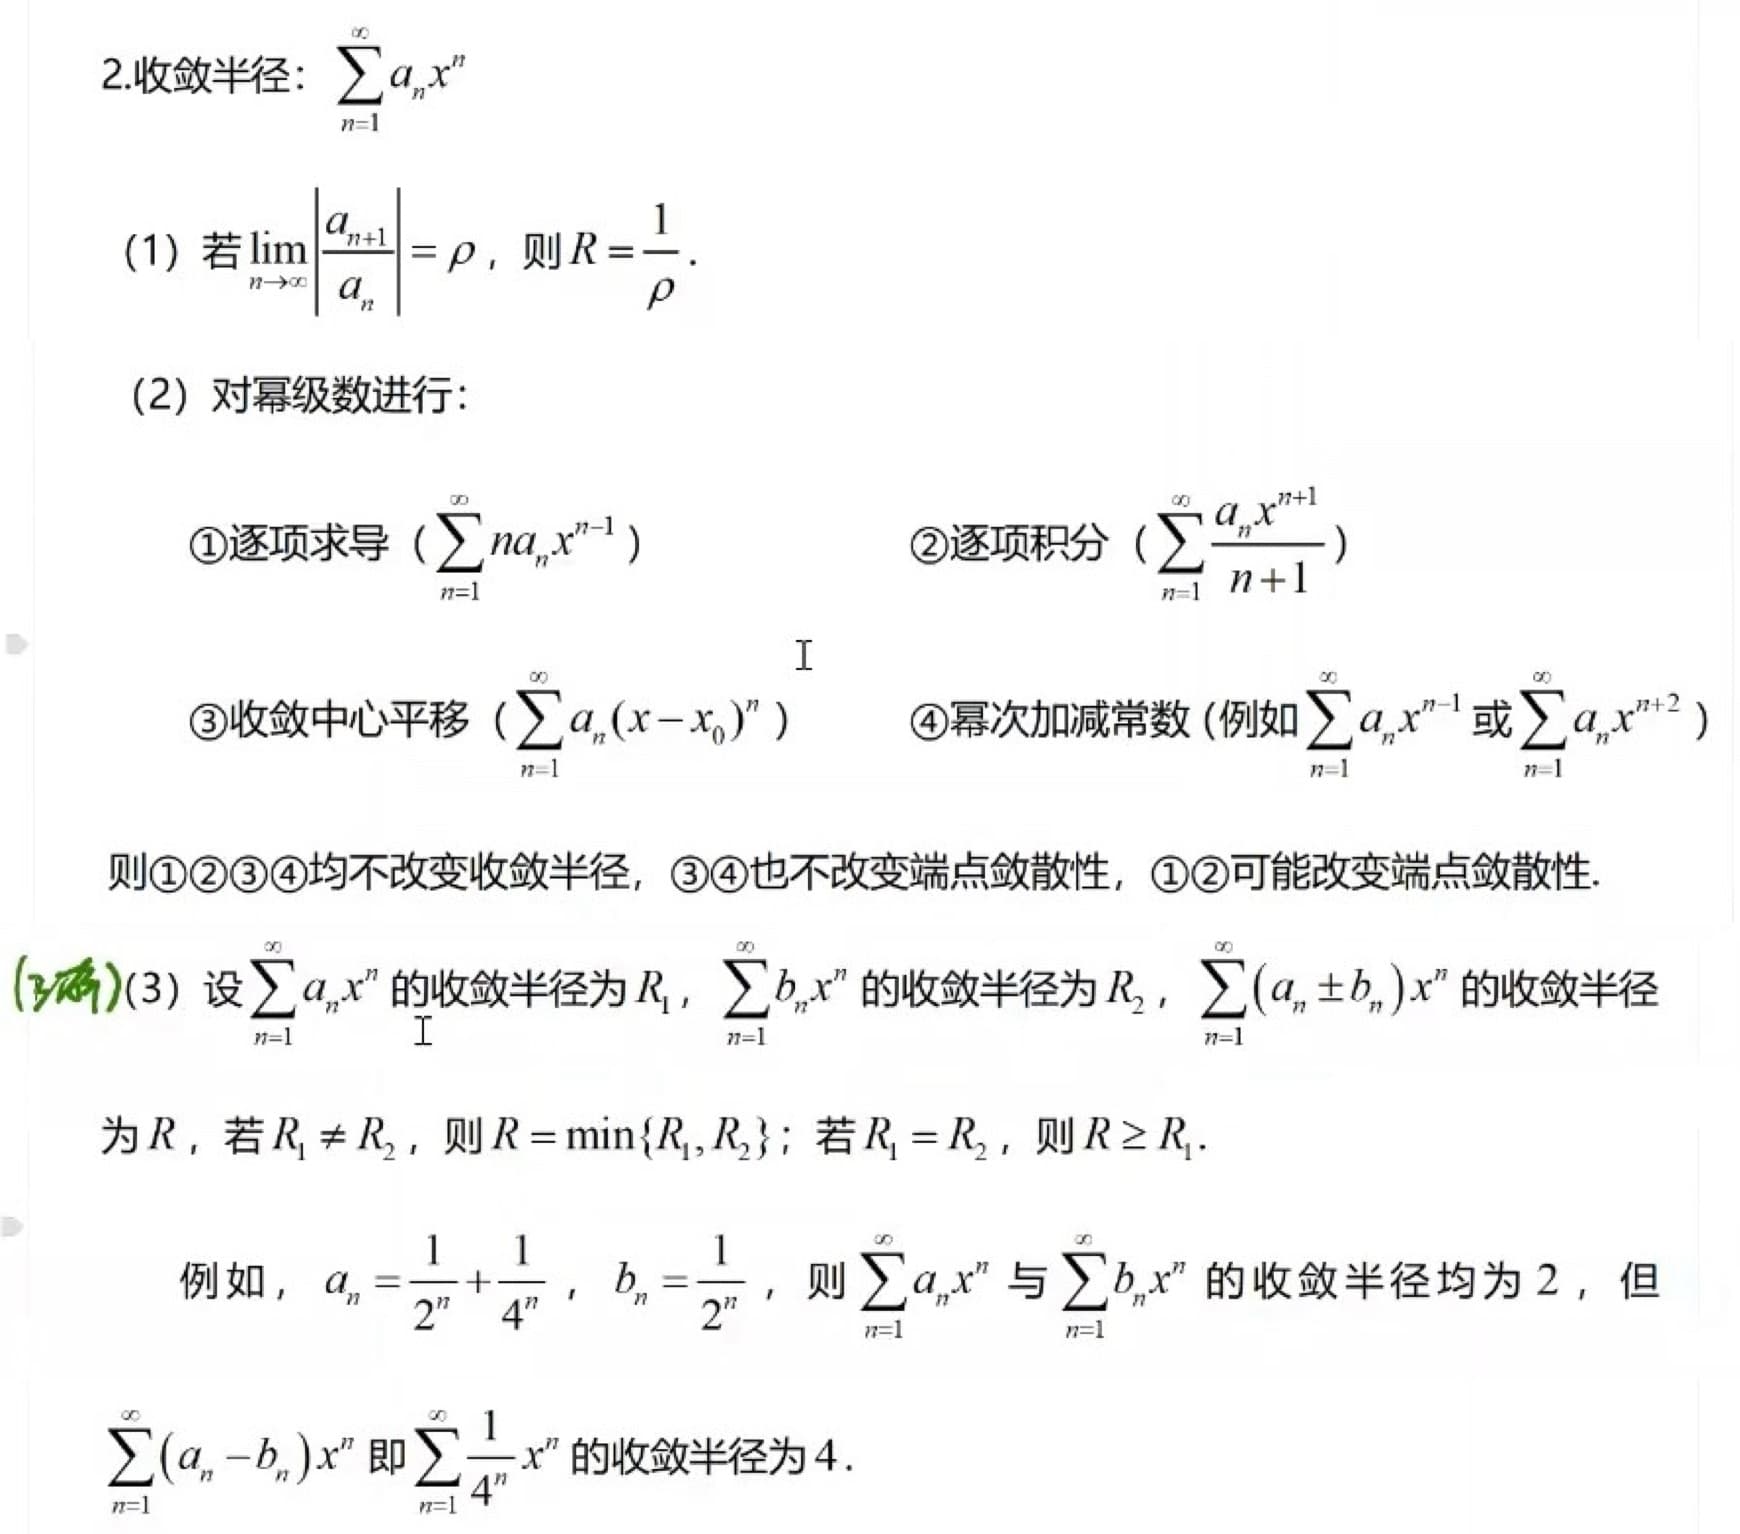 2.收敛半径：$\sum_{n=1}^{\infty} a_n x^n$
（1）若$\lim_{n\to\infty}\left|\frac{a_{n+1}}{a_n}\right|=\rho$，则$R=\frac{1}{\rho}$.
（2）对幂级数进行：
①逐项求导（$\sum_{n=1}^{\infty} na_n x^{n-1}$） ②逐项积分（$\sum_{n=1}^{\infty}\frac{a_n x^{n+1}}{n+1}$）
③收敛中心平移（$\sum_{n=1}^{\infty} a_n(x-x_0)^n$） ④幂次加减常数(例如$\sum_{n=1}^{\infty} a_n x^{n-1}$或$\sum_{n=1}^{\infty} a_n x^{n+2}$)
则①②③④均不改变收敛半径，③④也不改变端点敛散性，①②可能改变端点敛散性.
（3）设$\sum_{n=1}^{\infty} a_n x^n$的收敛半径为$R_1$，$\sum_{n=1}^{\infty} b_n x^n$的收敛半径为$R_2$，$\sum_{n=1}^{\infty}(a_n\pm b_n)x^n$的收敛半径
为$R$，若$R_1\neq R_2$，则$R=\min\{R_1,R_2\}$；若$R_1=R_2$，则$R\geq R_1$.
例如，$a_n=\frac{1}{2^n}+\frac{1}{4^n}$，$b_n=\frac{1}{2^n}$，则$\sum_{n=1}^{\infty} a_n x^n$与$\sum_{n=1}^{\infty} b_n x^n$的收敛半径均为2，但
$\sum_{n=1}^{\infty}(a_n-b_n)x^n$即$\sum_{n=1}^{\infty}\frac{1}{4^n}x^n$的收敛半径为4.